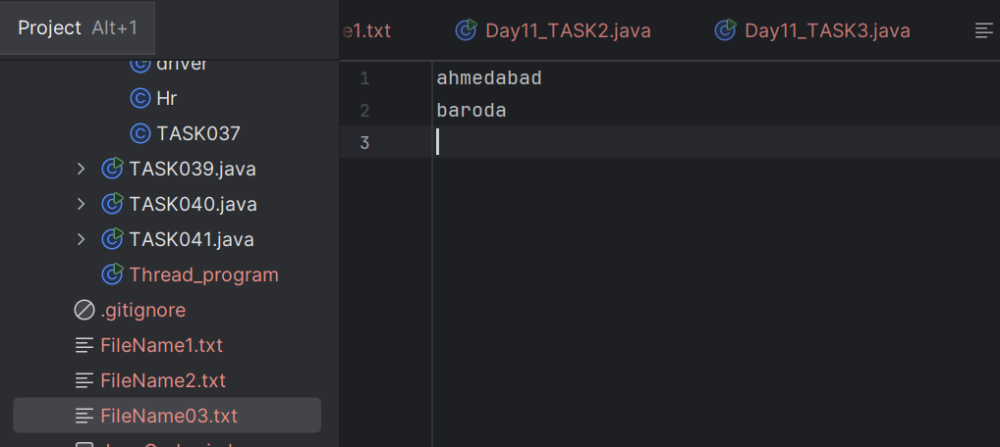 Project Alt+1
driver
Hr
TASK037
TASK039.java
TASK040.java
TASK041.java
Thread_program
.gitignore
FileName1.txt
FileName2.txt
FileName03.txt
e1.txt
Day11_TASK2.java
Day11_TASK3.java
1 ahmedabad
2 baroda
3